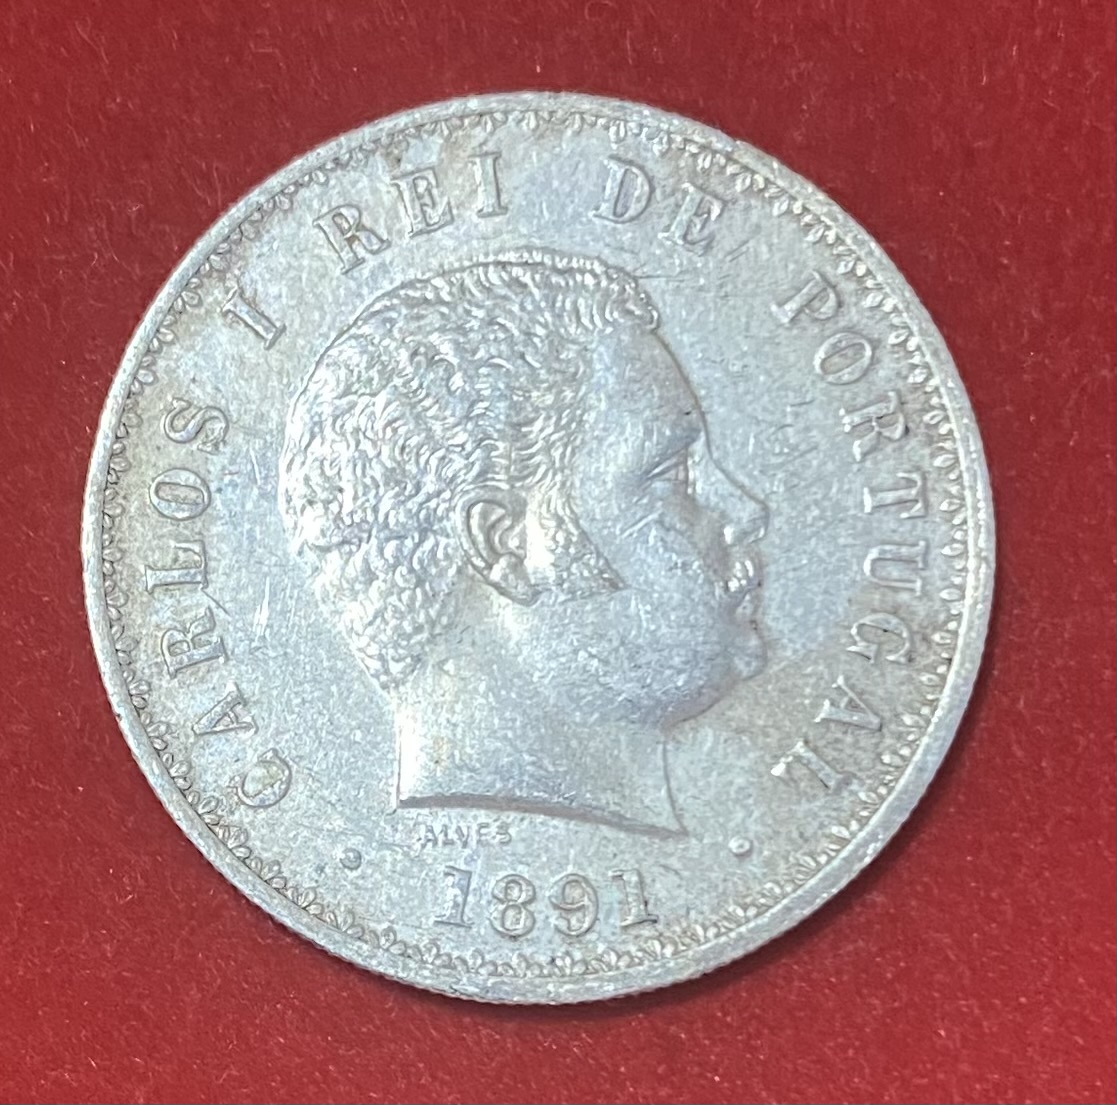 CARLOS I REI DE PORTUGAL
ALVES
1891